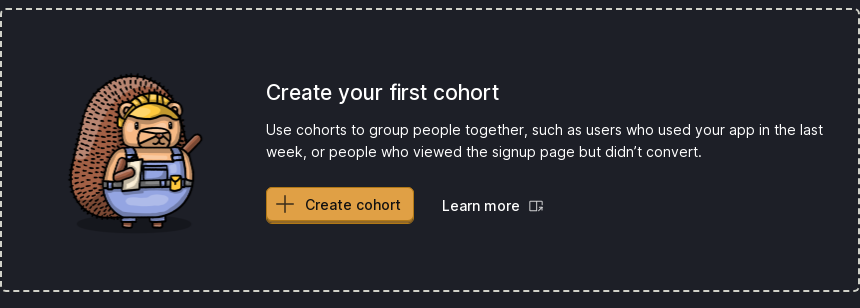 Create your first cohort
Use cohorts to group people together, such as users who used your app in the last
week, or people who viewed the signup page but didn’t convert.
Create cohort
Learn more